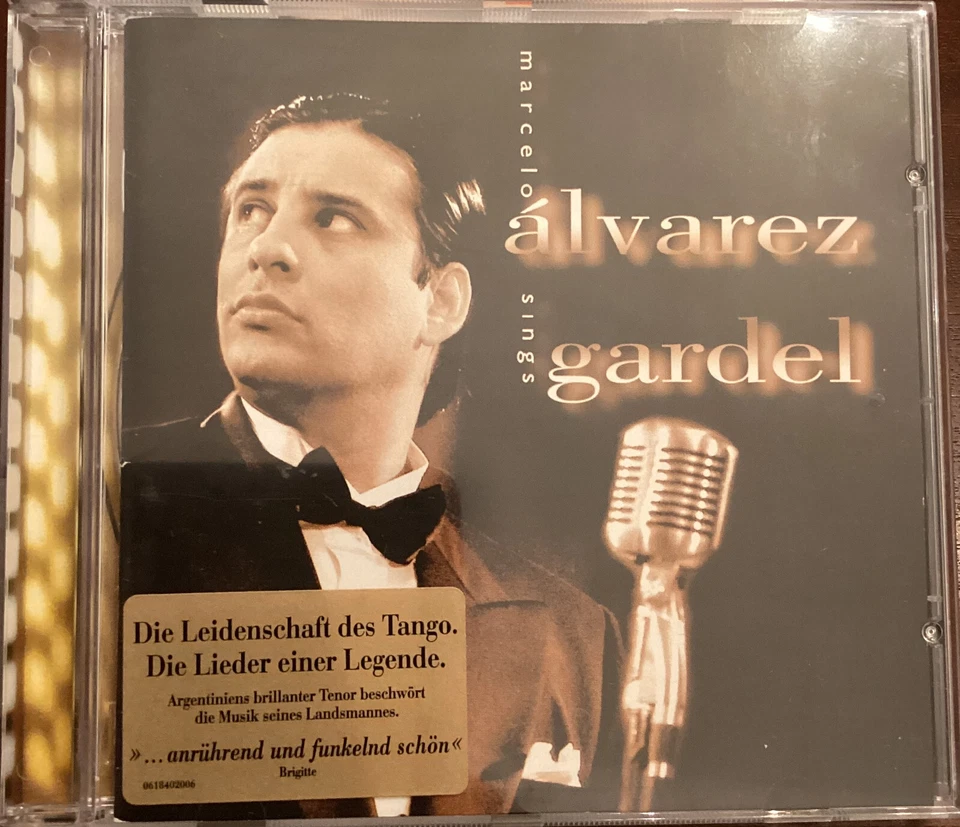 marcelo
álvarez
sings
gardel
Die Leidenschaft des Tango.
Die Lieder einer Legende.
Argentiniens brillanter Tenor beschwört
die Musik seines Landsmannes.
»...anrührend und funkelnd schön«
Brigitte
0618402006